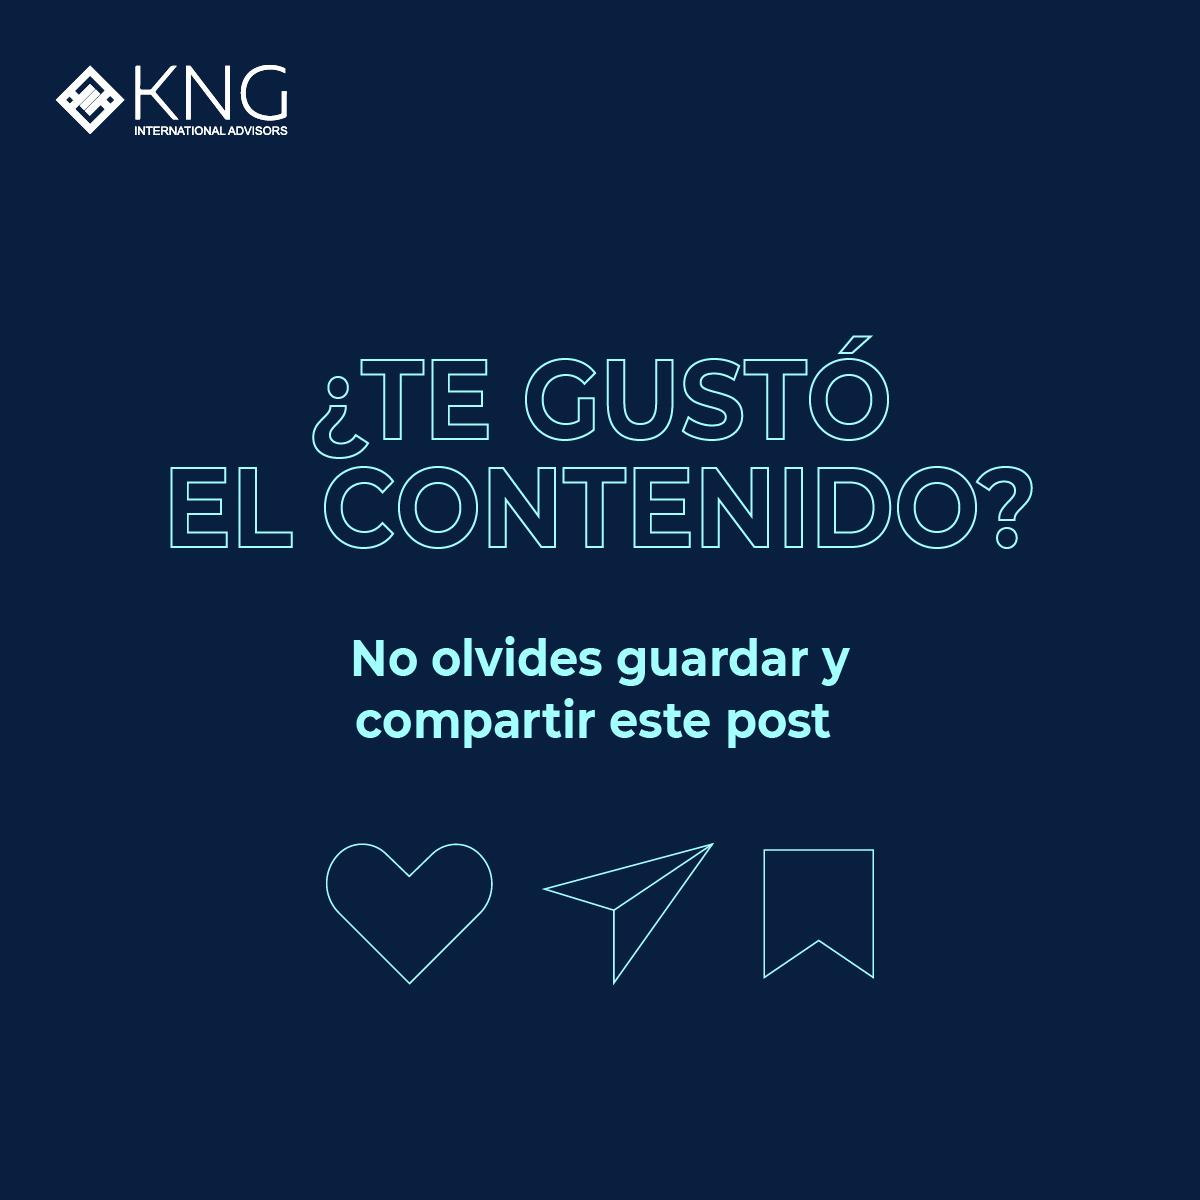 KNG
INTERNATIONAL ADVISORS
¿TE GUSTÓ
EL CONTENIDO?
No olvides guardar y
compartir este post